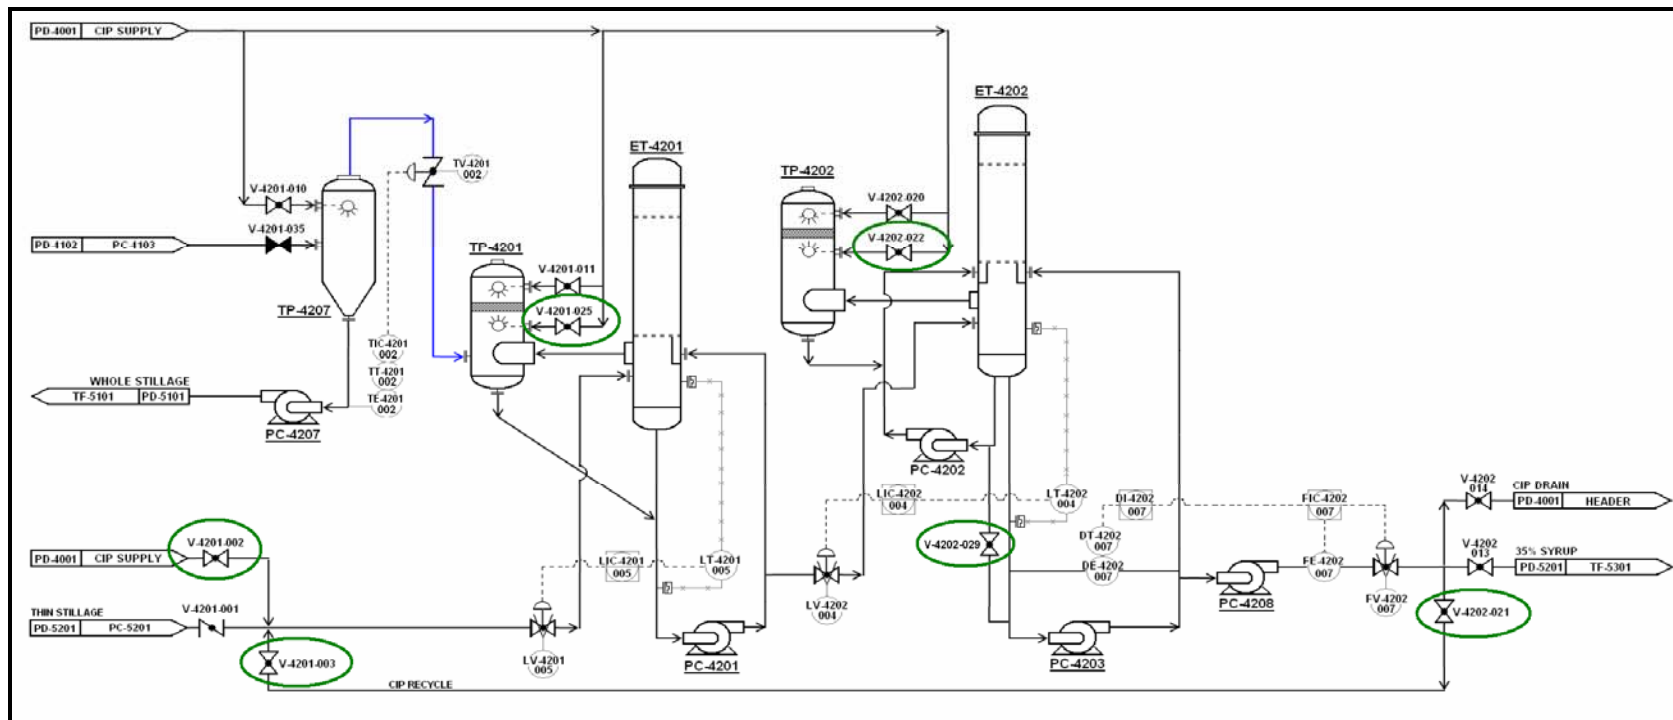 PD-4001 CIP SUPPLY
ET-4202
ET-4201
TV-4201
002
TP-4202
V-4201-010
V-4202-020
V-4201-035
PD-4102 PC-4103
V-4202-022
TP-4201
V-4201-011
TP-4207
V-4201-025
TIC-4201
002
TT-4201
002
WHOLE STILLAGE
TF-5101 PD-5101
TE-4201
002
PC-4207
PC-4202
V-4202
014
CIP DRAIN
PD-4001 HEADER
LIC-4202
004
LT-4202
004
DI-4202
007
FIC-4202
007
V-4201-002
PD-4001 CIP SUPPLY
LIC-4201
005
LT-4201
005
V-4202-029
DT-4202
007
DE-4202
007
FE-4202
007
V-4202
013
35% SYRUP
PD-5201 TF-5301
PC-4208
FV-4202
007
LV-4202
004
THIN STILLAGE
V-4201-001
PD-5201 PC-5201
V-4202-021
V-4201-003
LV-4201
005
PC-4201
PC-4203
CIP RECYCLE